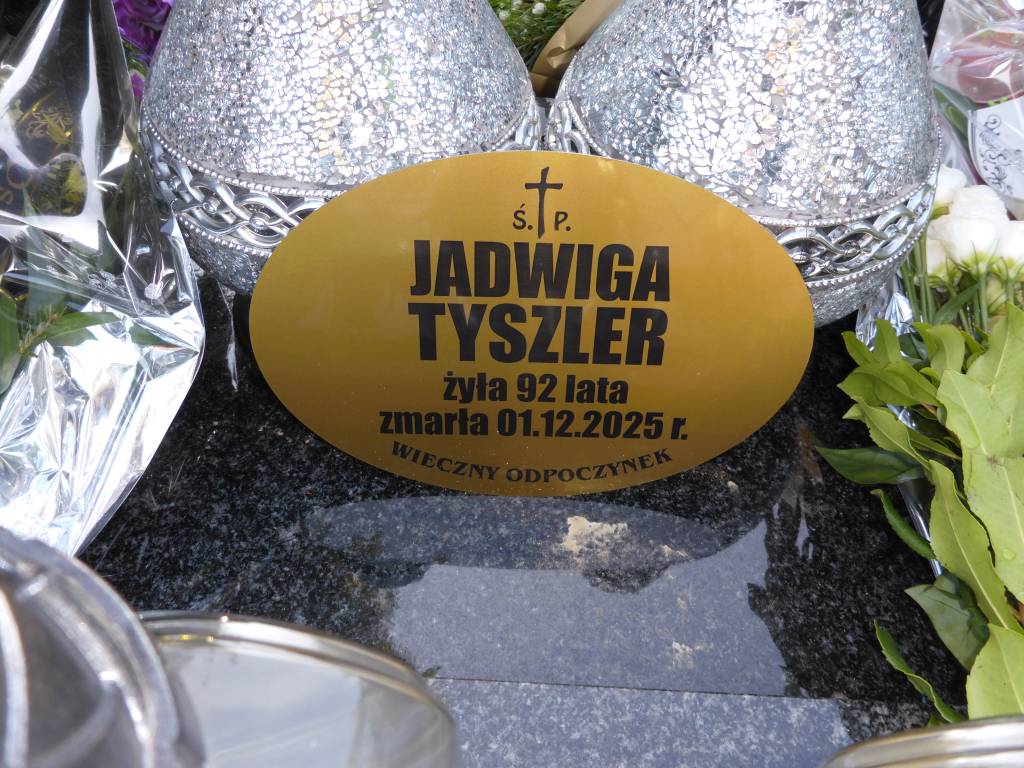 Ś. P.
JADWIGA
TYSZLER
żyła 92 lata
zmarła 01.12.2025 r.
WIECZNY ODPOCZYNEK